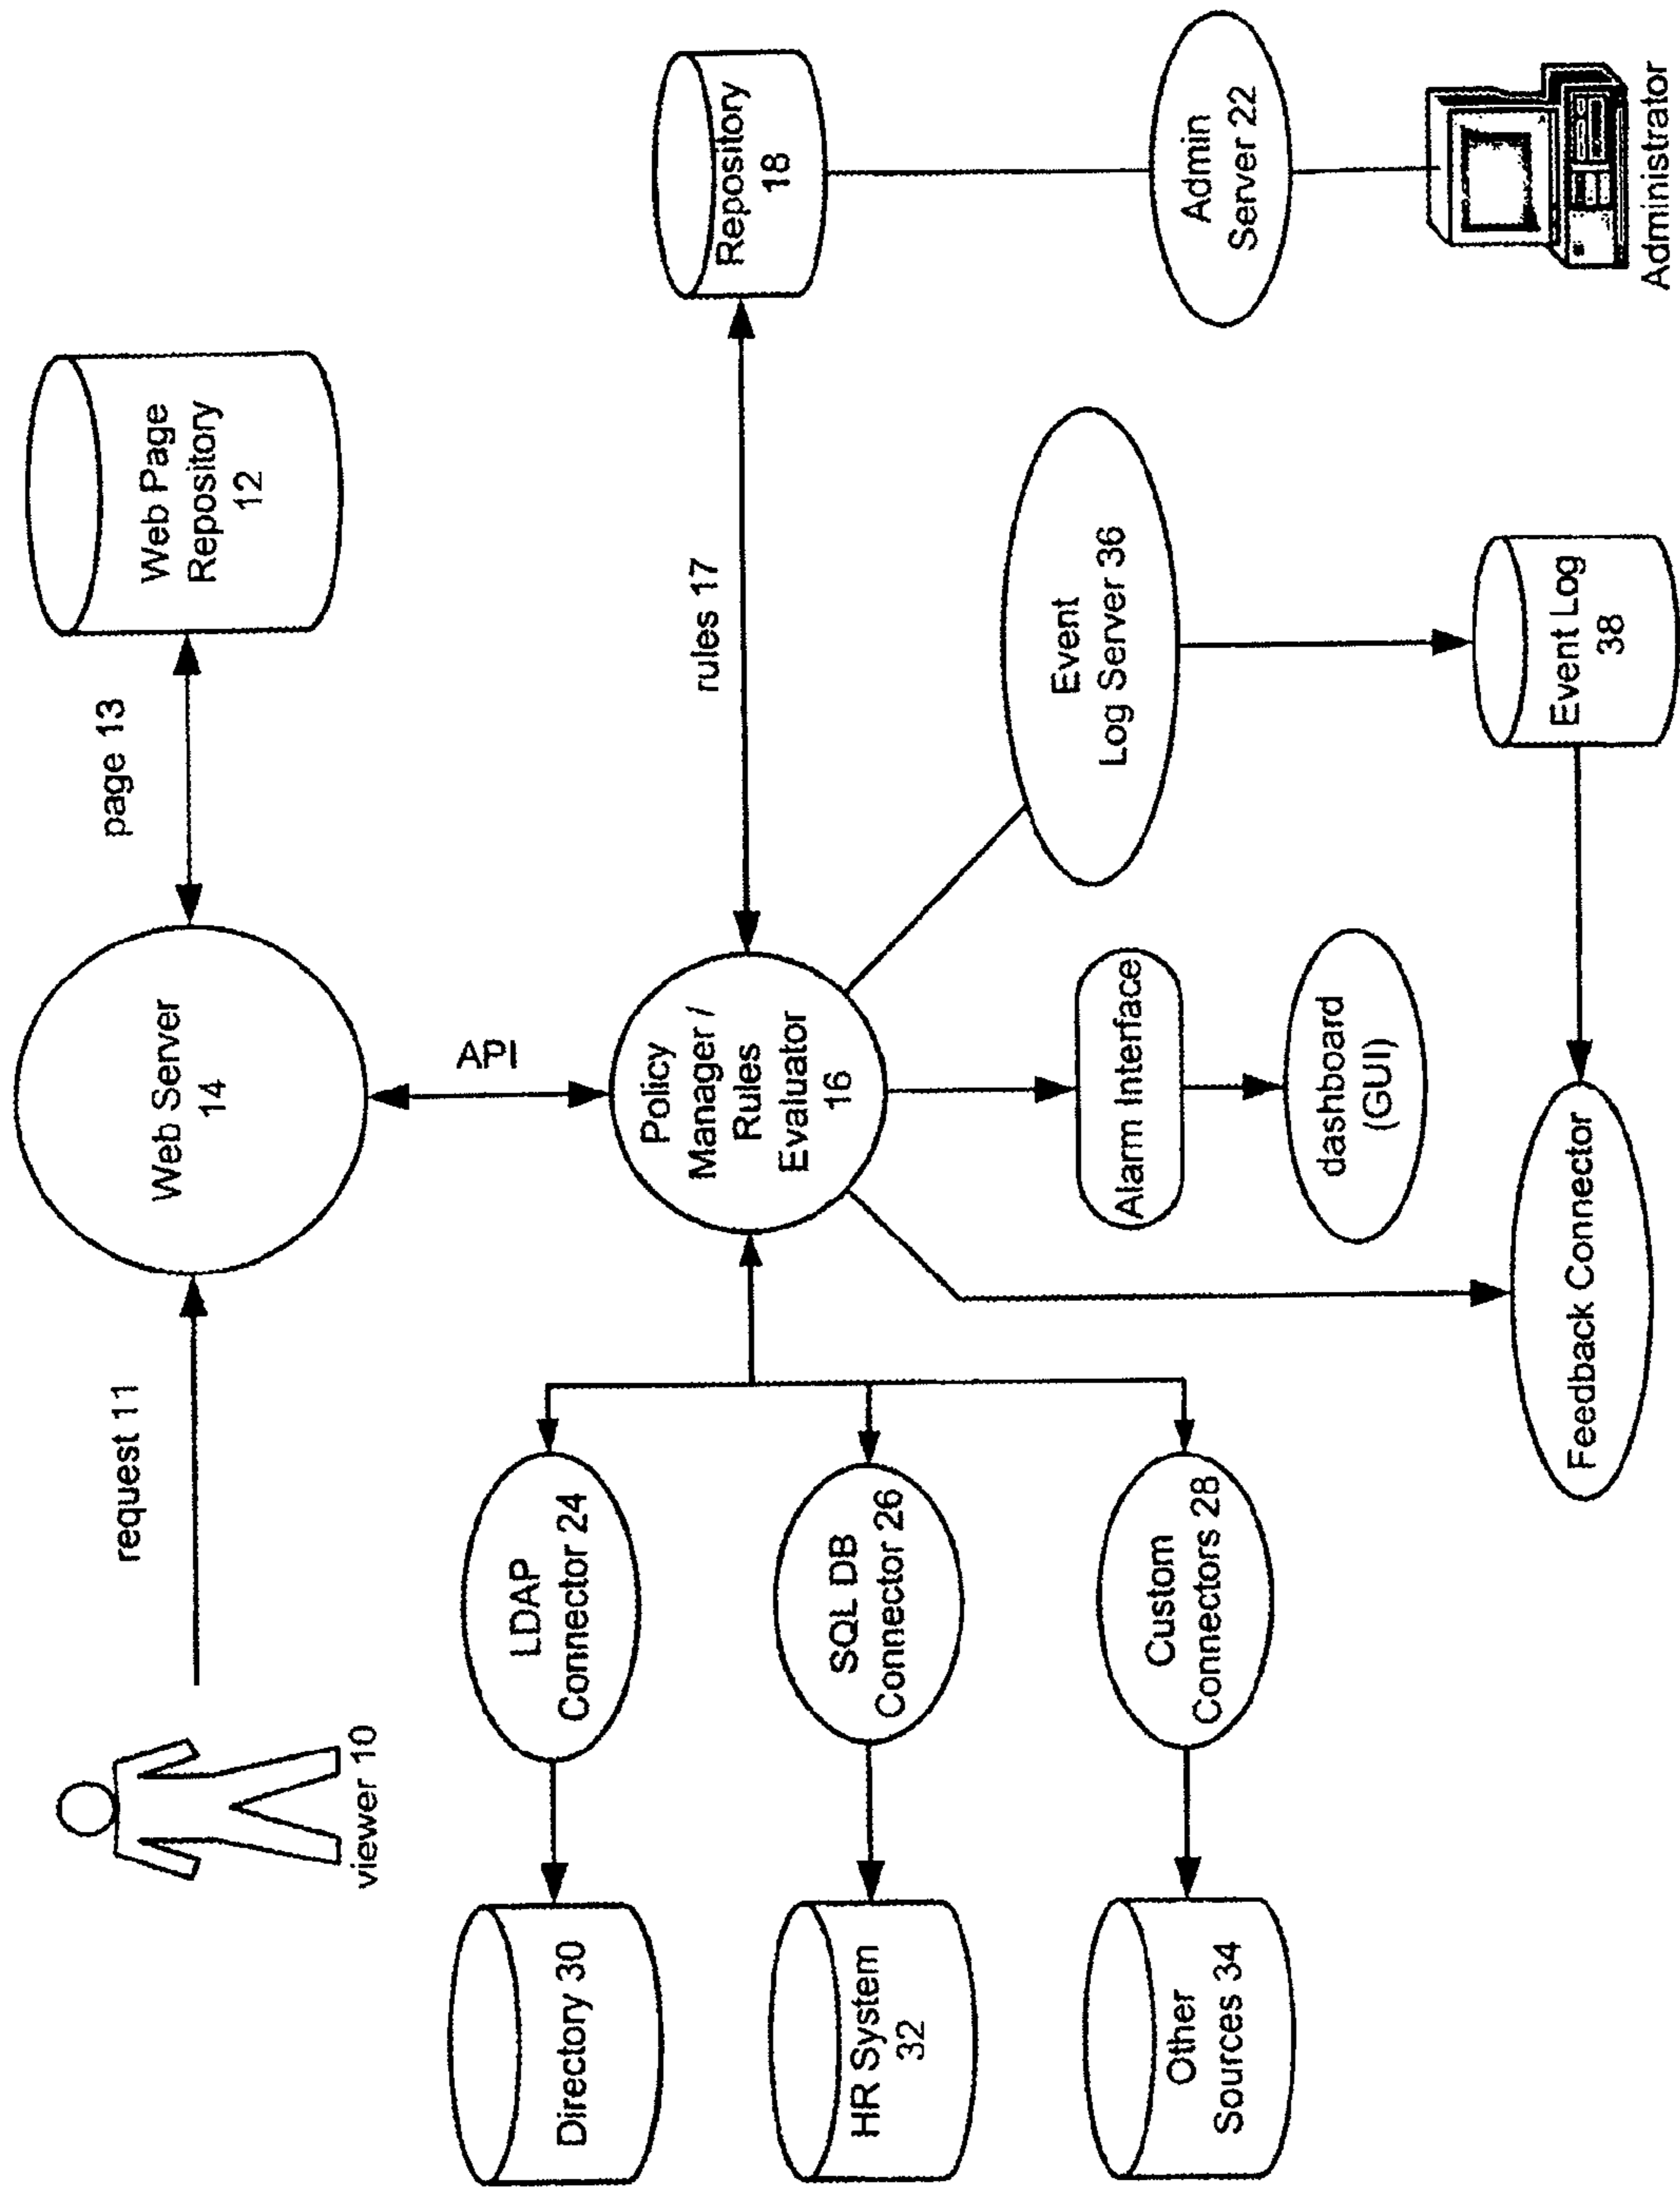 viewer 10
request 11
Web Server
14
page 13
Web Page
Repository
12
API
Directory 30
LDAP
Connector 24
Policy
Manager /
Rules
Evaluator
16
rules 17
Repository
18
HR System
32
SQL DB
Connector 26
Other
Sources 34
Custom
Connectors 28
Alarm Interface
dashboard
(GUI)
Event
Log Server 36
Admin
Server 22
Feedback Connector
Event Log
38
Administrator